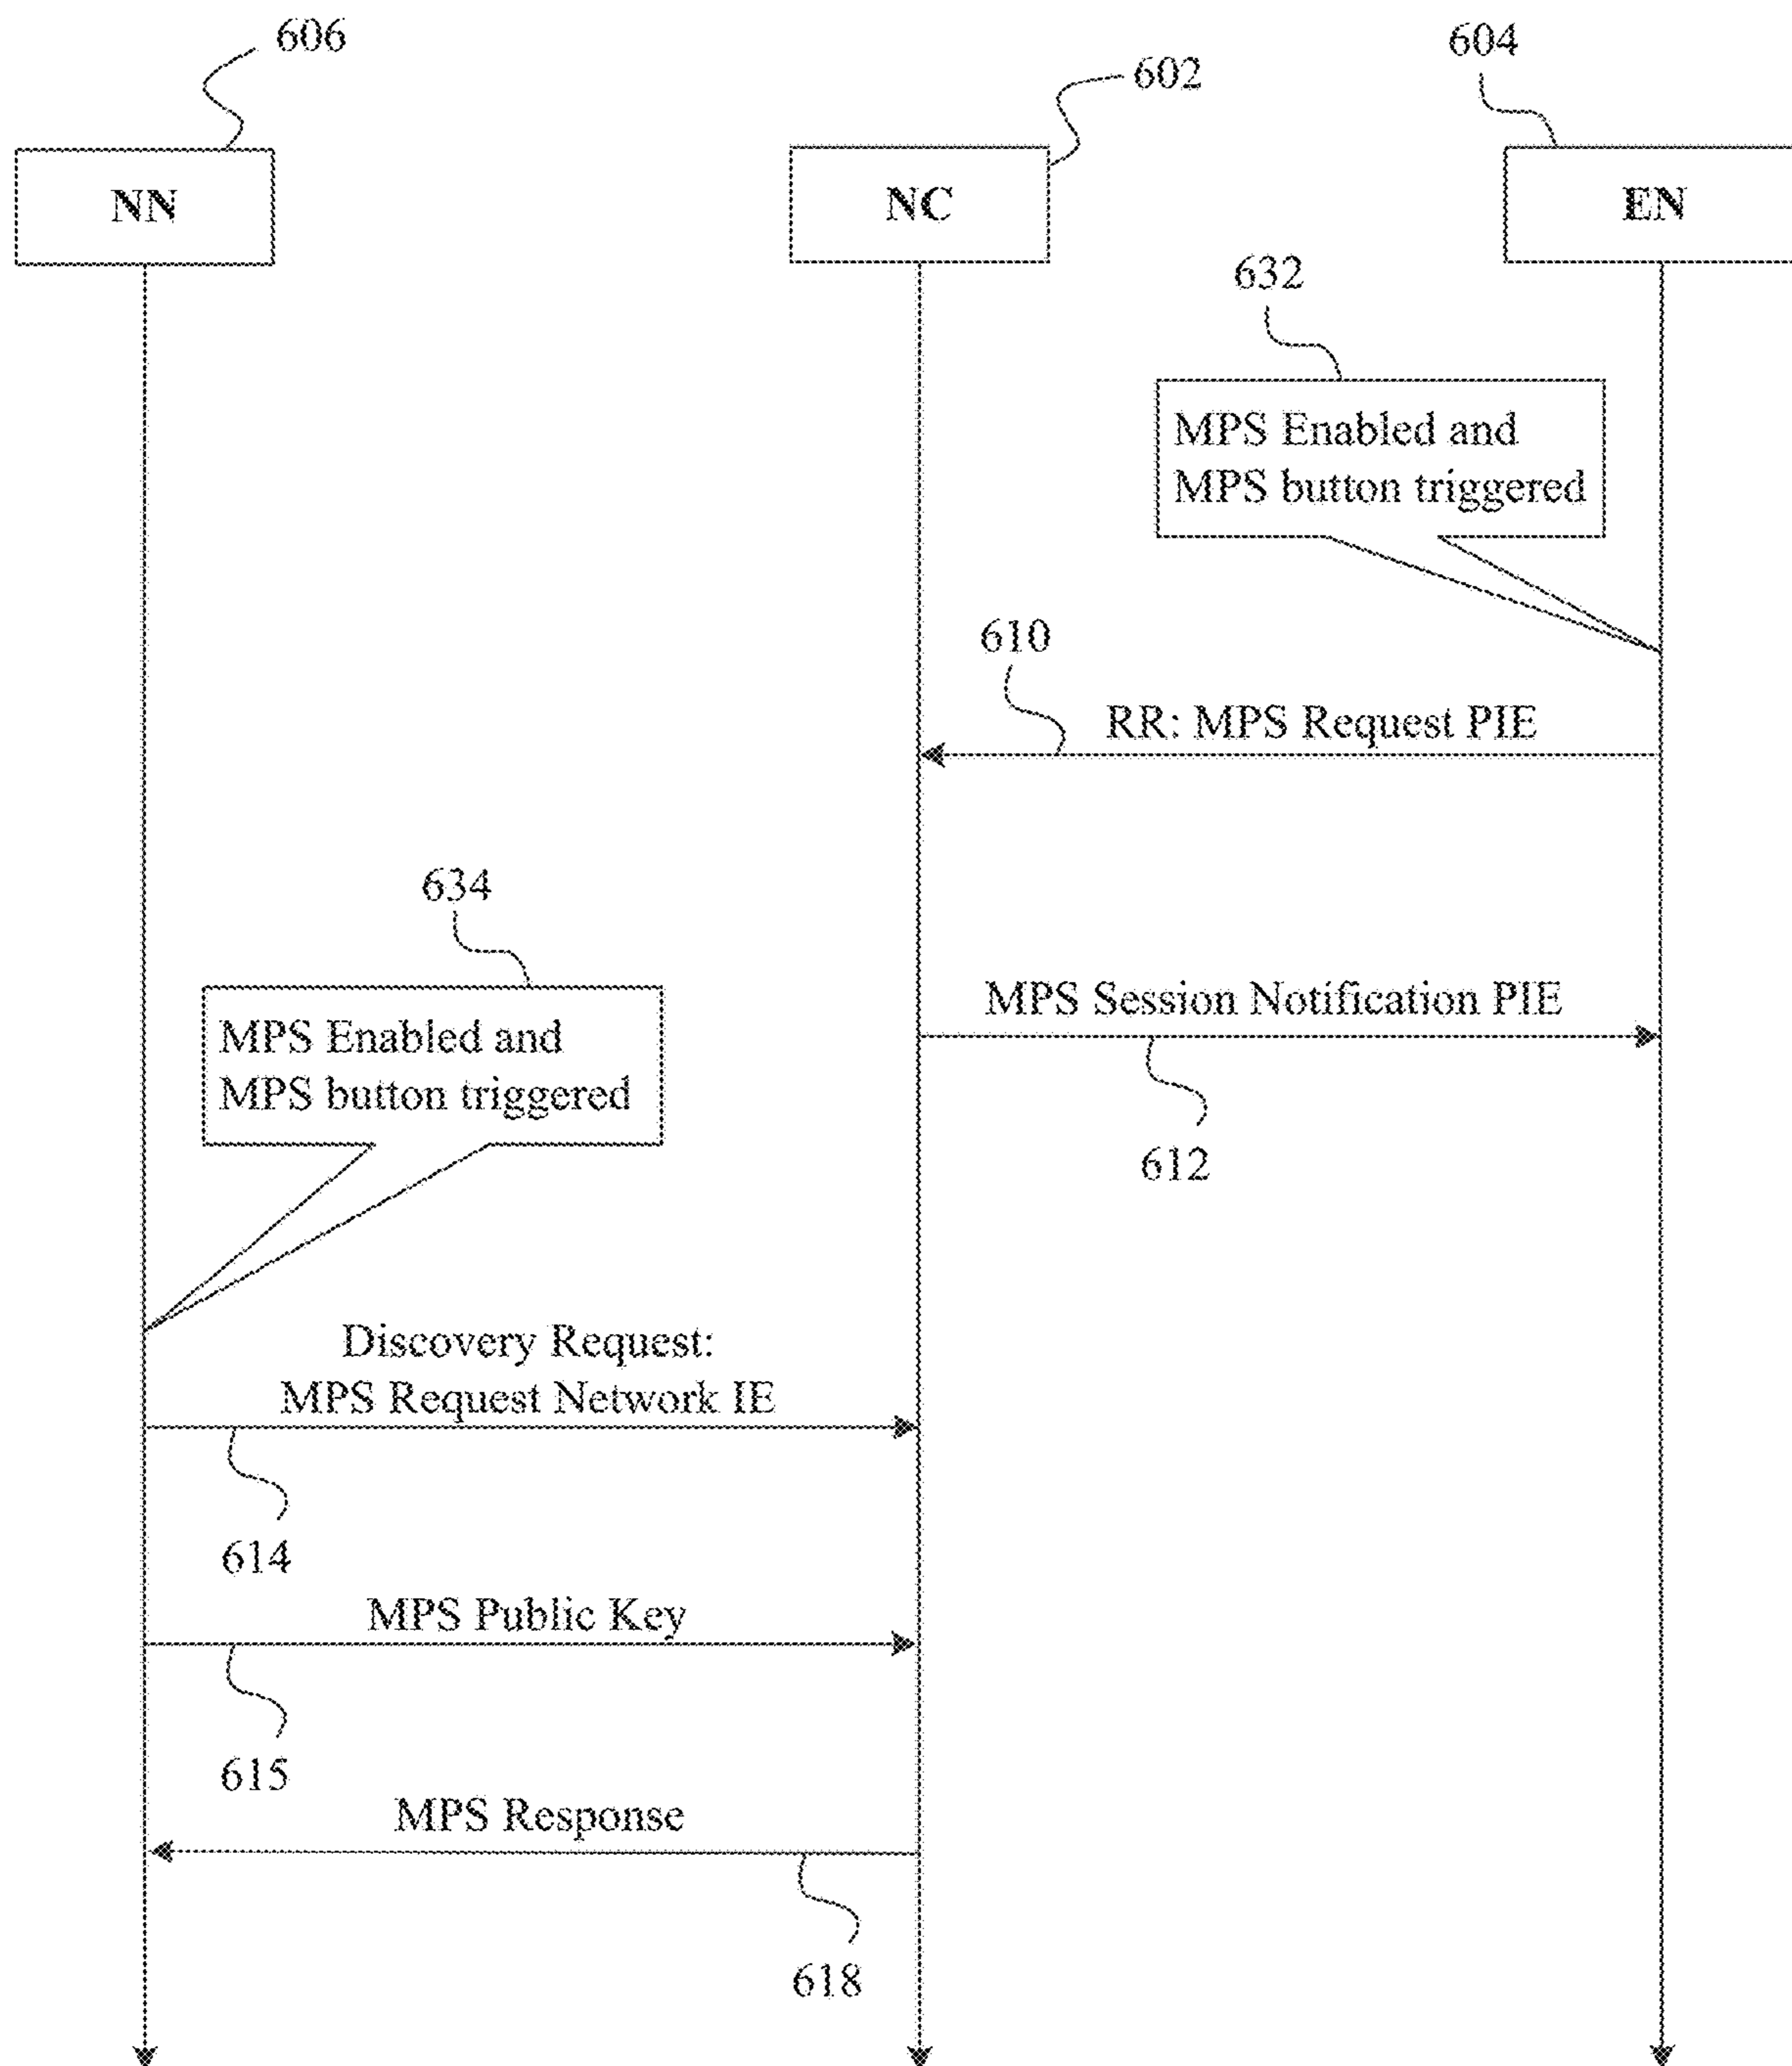 606
602
604
NN
NC
EN
632
MPS Enabled and
MPS button triggered
610
RR: MPS Request PIE
634
MPS Session Notification PIE
MPS Enabled and
MPS button triggered
612
Discovery Request:
MPS Request Network IE
614
MPS Public Key
615
MPS Response
618